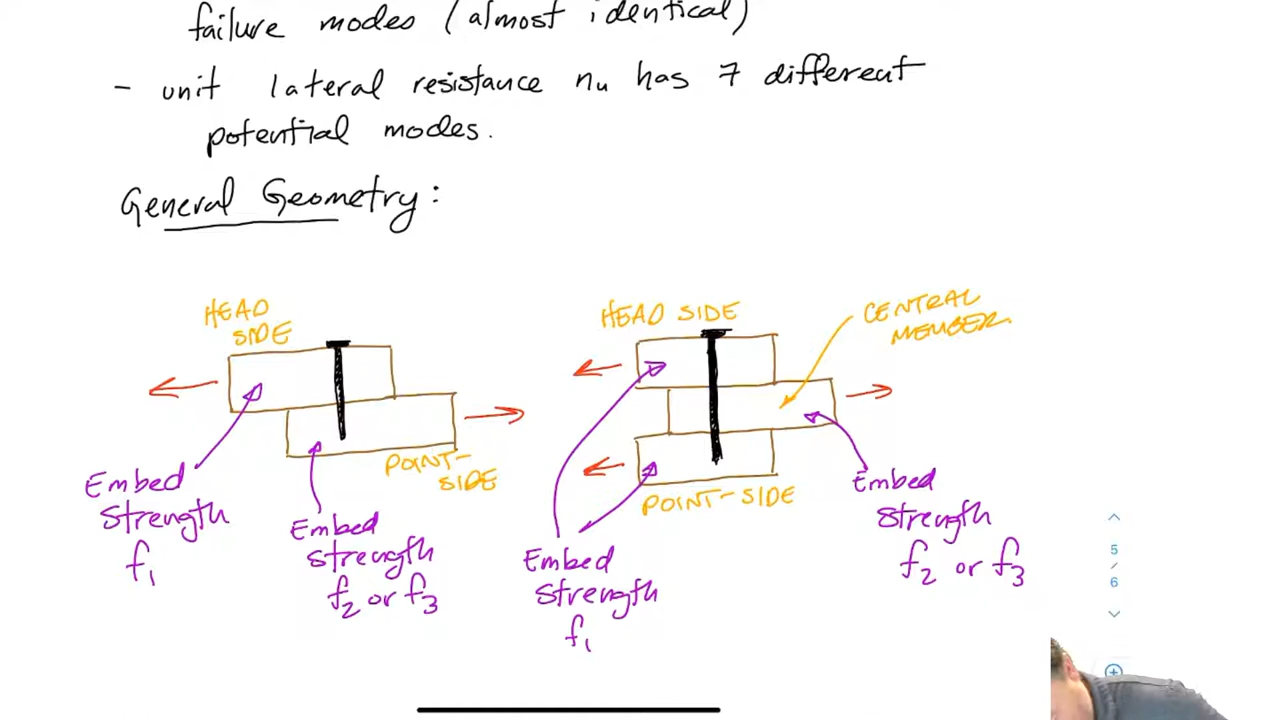 failure modes (almost identical)
- unit lateral resistance nu has 7 different
potential modes.
General Geometry:
HEAD
SIDE
HEAD SIDE
CENTRAL
MEMBER
POINT-
SIDE
POINT-SIDE
Embed
strength
f1
Embed
strength
f2 or f3
Embed
strength
f1
Embed
strength
f2 or f3
5
/
6